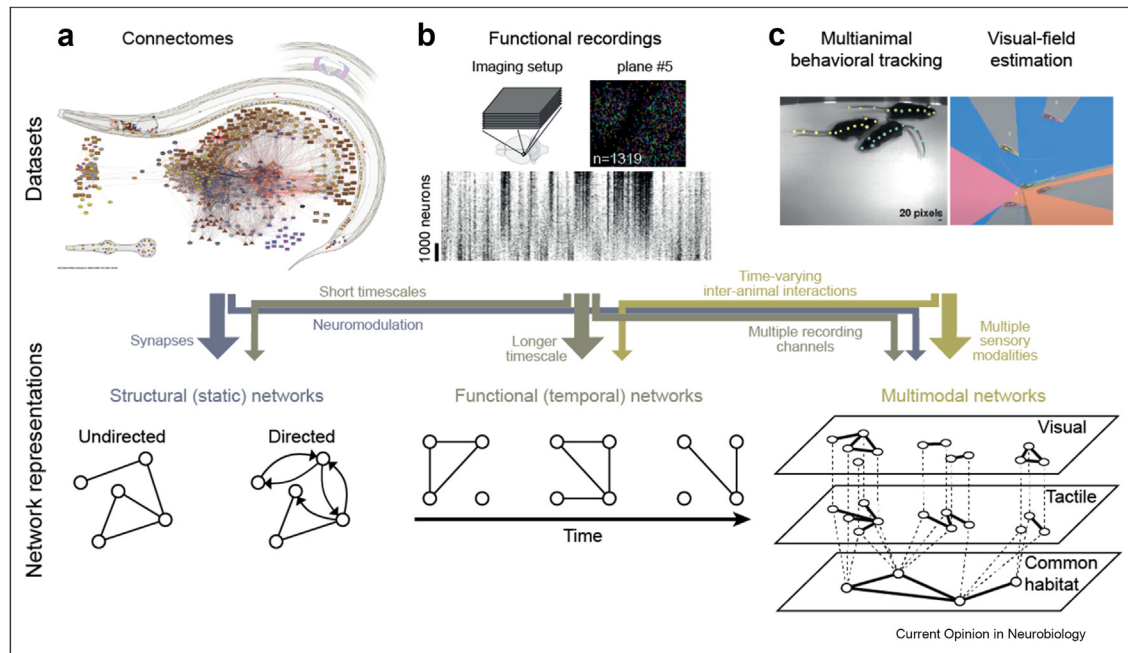 a
Connectomes
b
Functional recordings
Imaging setup
plane #5
n=1319
1000 neurons
c
Multianimal
behavioral tracking
Visual-field
estimation
20 pixels
Datasets
Short timescales
Neuromodulation
Synapses
Longer
timescale
Time-varying
inter-animal interactions
Multiple recording
channels
Multiple
sensory
modalities
Network representations
Structural (static) networks
Undirected
Directed
Functional (temporal) networks
Time
Multimodal networks
Visual
Tactile
Common
habitat
Current Opinion in Neurobiology